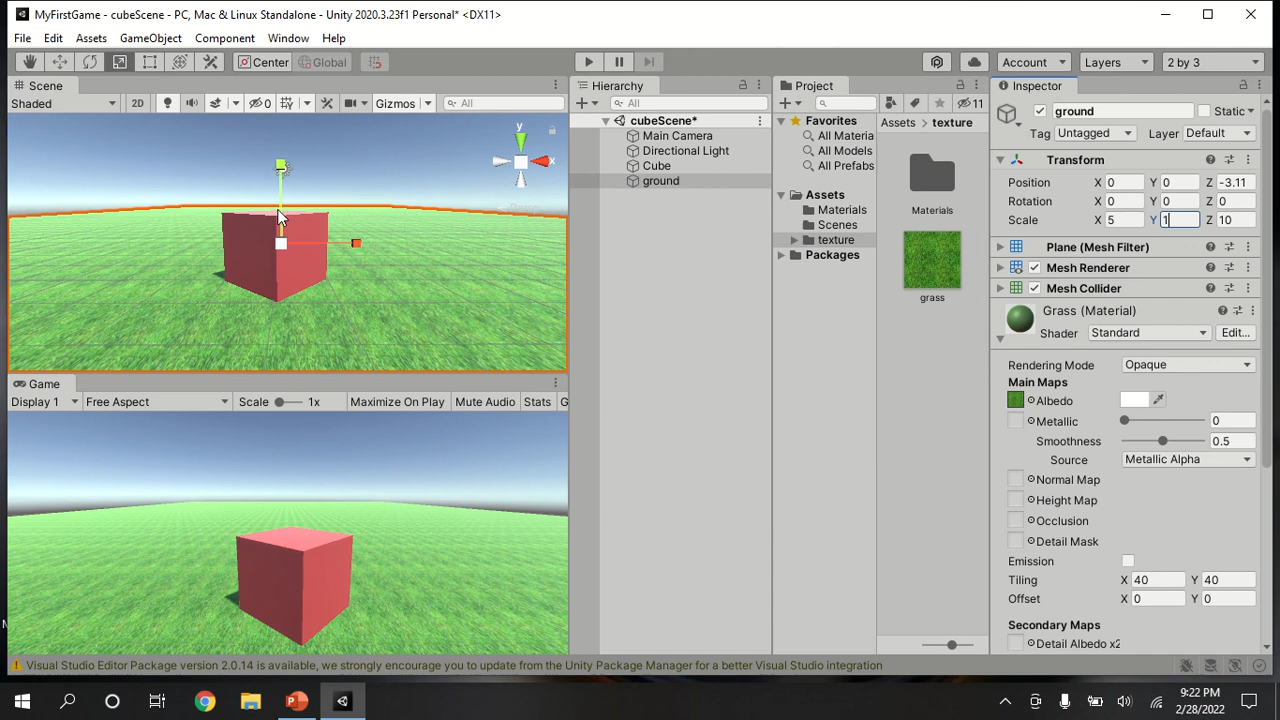 MyFirstGame - cubeScene - PC, Mac & Linux Standalone - Unity 2020.3.23f1 Personal* <DX11>
File Edit Assets GameObject Component Window Help
Center Global Account Layers 2 by 3
Scene
Shaded 2D 0 Gizmos All
y
x
Persp
Game
Display 1 Free Aspect Scale 1x Maximize On Play Mute Audio Stats G
Hierarchy
All
cubeScene*
Main Camera
Directional Light
Cube
ground
Project
11
Favorites
All Materia
All Models
All Prefabs
Assets
Materials
Scenes
texture
Packages
Assets texture
Materials
grass
Inspector
ground Static
Tag Untagged Layer Default
Transform
Position X 0 Y 0 Z -3.11
Rotation X 0 Y 0 Z 0
Scale X 5 Y 1 Z 10
Plane (Mesh Filter)
Mesh Renderer
Mesh Collider
Grass (Material)
Shader Standard Edit...
Rendering Mode Opaque
Main Maps
Albedo
Metallic 0
Smoothness 0.5
Source Metallic Alpha
Normal Map
Height Map
Occlusion
Detail Mask
Emission
Tiling X 40 Y 40
Offset X 0 Y 0
Secondary Maps
Detail Albedo x2
Visual Studio Editor Package version 2.0.14 is available, we strongly encourage you to update from the Unity Package Manager for a better Visual Studio integration
9:22 PM
2/28/2022